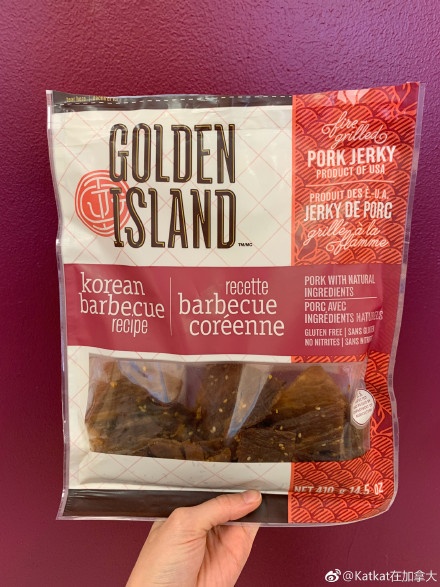 GOLDEN
ISLAND TM/MC
fire
grilled
PORK JERKY
PRODUCT OF USA
PRODUIT DES É.-U.A.
JERKY DE PORC
grillé à la
flamme
korean
barbecue
recipe
recette
barbecue
coréenne
PORK WITH NATURAL
INGREDIENTS
PORC AVEC
INGRÉDIENTS NATURELS
GLUTEN FREE | SANS GLUTEN
NO NITRITES | SANS NITRITES
NET 410 g 14.5 OZ
@Katkat在加拿大